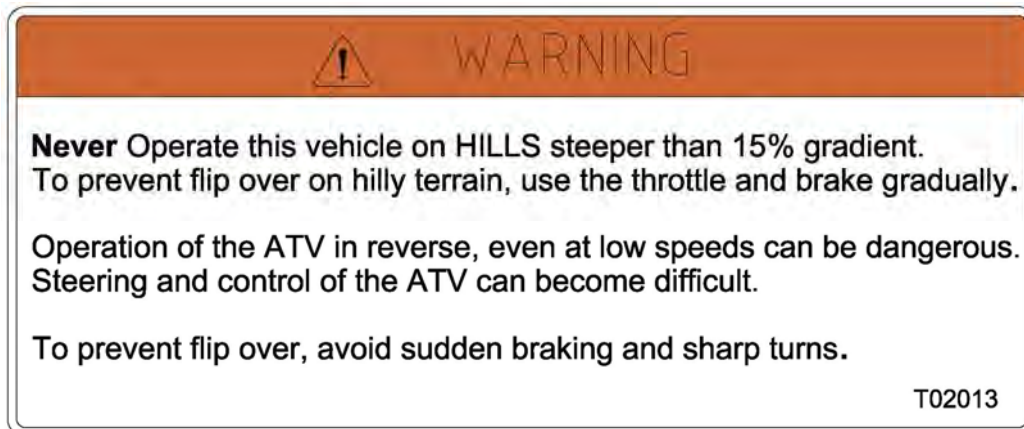 WARNING
Never Operate this vehicle on HILLS steeper than 15% gradient.
To prevent flip over on hilly terrain, use the throttle and brake gradually.
Operation of the ATV in reverse, even at low speeds can be dangerous.
Steering and control of the ATV can become difficult.
To prevent flip over, avoid sudden braking and sharp turns.
T02013